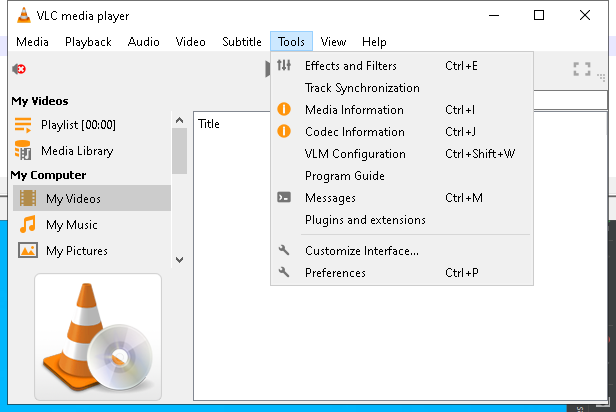 VLC media player
Media Playback Audio Video Subtitle Tools View Help
Effects and Filters Ctrl+E
Track Synchronization
Media Information Ctrl+I
Codec Information Ctrl+J
VLM Configuration Ctrl+Shift+W
Program Guide
Messages Ctrl+M
Plugins and extensions
Customize Interface...
Preferences Ctrl+P
My Videos
Playlist [00:00]
Media Library
My Computer
My Videos
My Music
My Pictures
Title